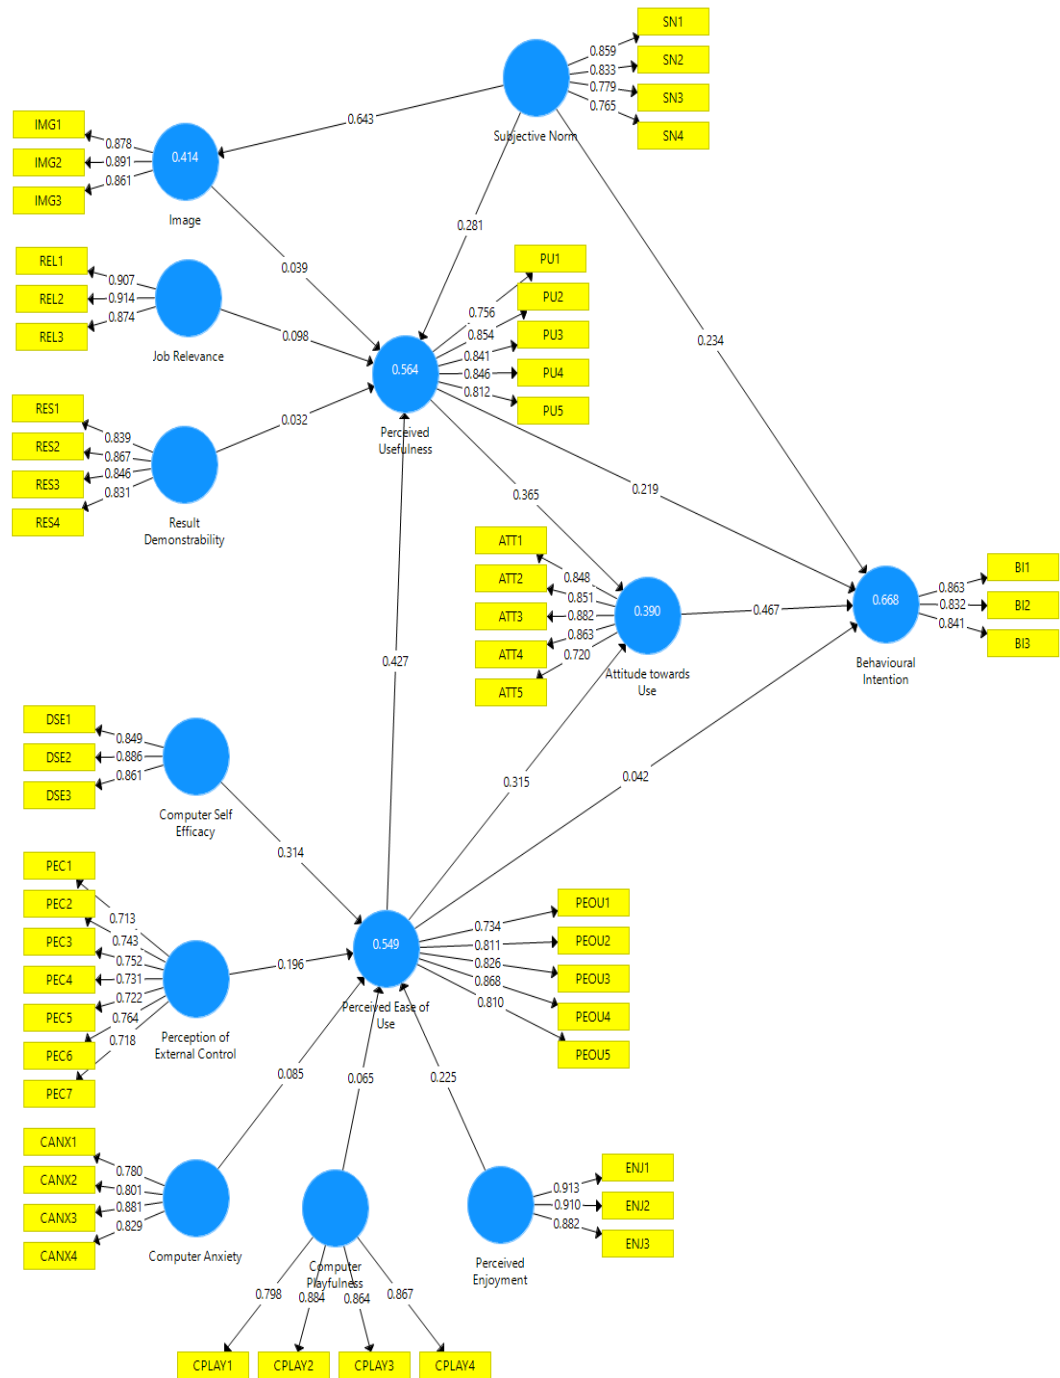 SN1
0.859
SN2
0.833
SN3
0.779
SN4
0.765
Subjective Norm
0.643
IMG1
0.878
IMG2
0.891
IMG3
0.861
0.414
Image
0.281
0.039
REL1
0.907
REL2
0.914
REL3
0.874
Job Relevance
0.098
PU1
0.756
PU2
0.854
PU3
0.841
PU4
0.846
PU5
0.812
0.564
Perceived
Usefulness
0.234
RES1
0.839
RES2
0.867
RES3
0.846
RES4
0.831
Result
Demonstrability
0.032
0.365
0.219
ATT1
0.848
ATT2
0.851
ATT3
0.882
ATT4
0.863
ATT5
0.720
0.390
Attitude towards
Use
0.467
0.668
Behavioural
Intention
BI1
0.863
BI2
0.832
BI3
0.841
0.427
DSE1
0.849
DSE2
0.886
DSE3
0.861
Computer Self
Efficacy
0.314
0.315
0.042
PEC1
0.713
PEC2
0.743
PEC3
0.752
PEC4
0.731
PEC5
0.722
0.764
PEC6
0.718
PEC7
Perception of
External Control
0.196
0.549
Perceived Ease of
Use
PEOU1
0.734
PEOU2
0.811
PEOU3
0.826
PEOU4
0.868
PEOU5
0.810
0.085
0.065
0.225
CANX1
0.780
CANX2
0.801
CANX3
0.881
CANX4
0.829
Computer Anxiety
Computer
Playfulness
0.798
0.884
0.864
0.867
CPLAY1
CPLAY2
CPLAY3
CPLAY4
Perceived
Enjoyment
ENJ1
0.913
ENJ2
0.910
ENJ3
0.882